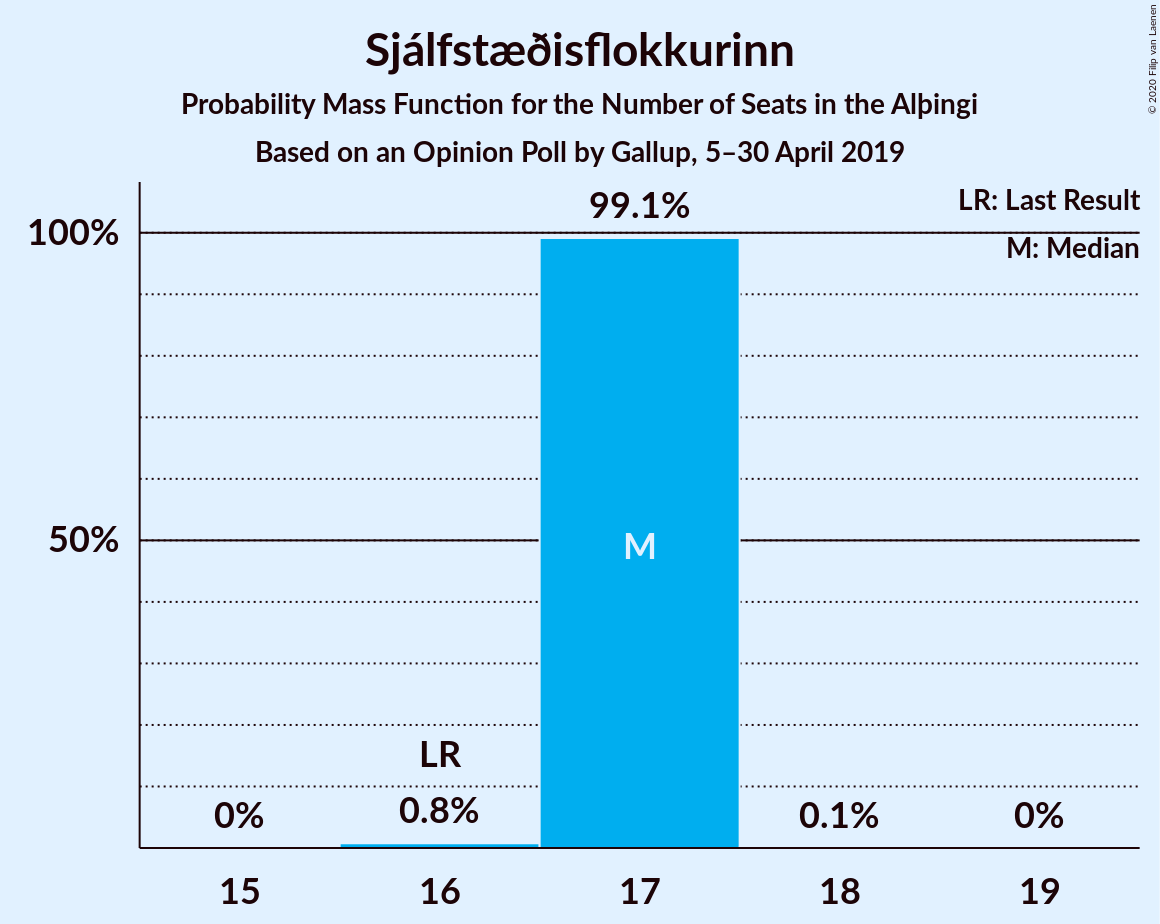 Sjálfstæðisflokkurinn
Probability Mass Function for the Number of Seats in the Alþingi
Based on an Opinion Poll by Gallup, 5–30 April 2019
© 2020 Filip van Laenen
LR: Last Result
M: Median
99.1%
100%
50%
M
LR
0%
0.8%
0.1%
0%
15
16
17
18
19